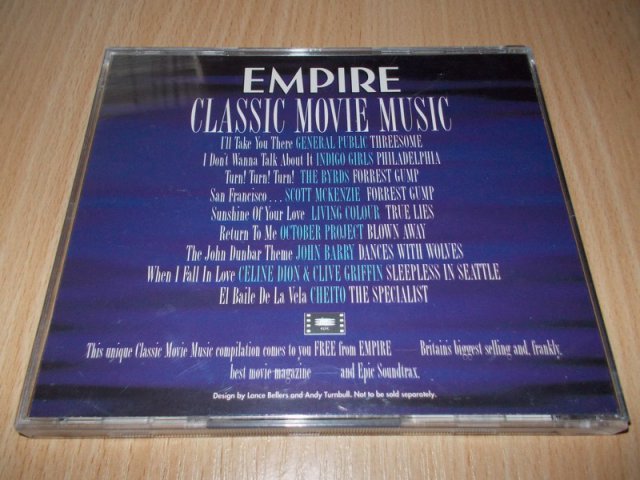 EMPIRE
CLASSIC MOVIE MUSIC
I'll Take You There GENERAL PUBLIC THREESOME
I Don't Wanna Talk About It INDIGO GIRLS PHILADELPHIA
Turn! Turn! Turn! THE BYRDS FORREST GUMP
San Francisco ... SCOTT MCKENZIE FORREST GUMP
Sunshine Of Your Love LIVING COLOUR TRUE LIES
Return To Me OCTOBER PROJECT BLOWN AWAY
The John Dunbar Theme JOHN BARRY DANCES WITH WOLVES
When I Fall In Love CELINE DION & CLIVE GRIFFIN SLEEPLESS IN SEATTLE
El Baile De La Vela CHEITO THE SPECIALIST
This unique Classic Movie Music compilation comes to you FREE from EMPIRE Britain's biggest selling and, frankly,
best movie magazine and Epic Soundtrax.
Design by Lance Bellers and Andy Turnbull. Not to be sold separately.